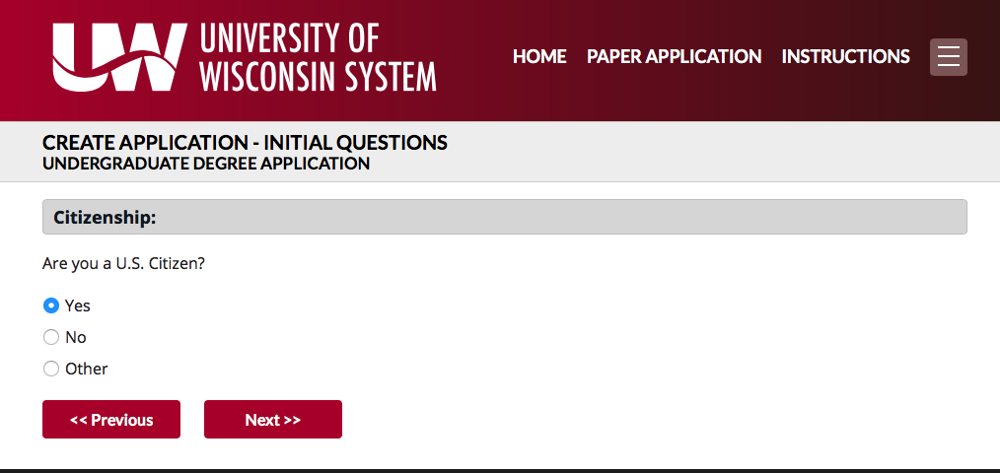 UW UNIVERSITY OF
WISCONSIN SYSTEM
HOME PAPER APPLICATION INSTRUCTIONS
CREATE APPLICATION - INITIAL QUESTIONS
UNDERGRADUATE DEGREE APPLICATION
Citizenship:
Are you a U.S. Citizen?
Yes
No
Other
<< Previous Next >>